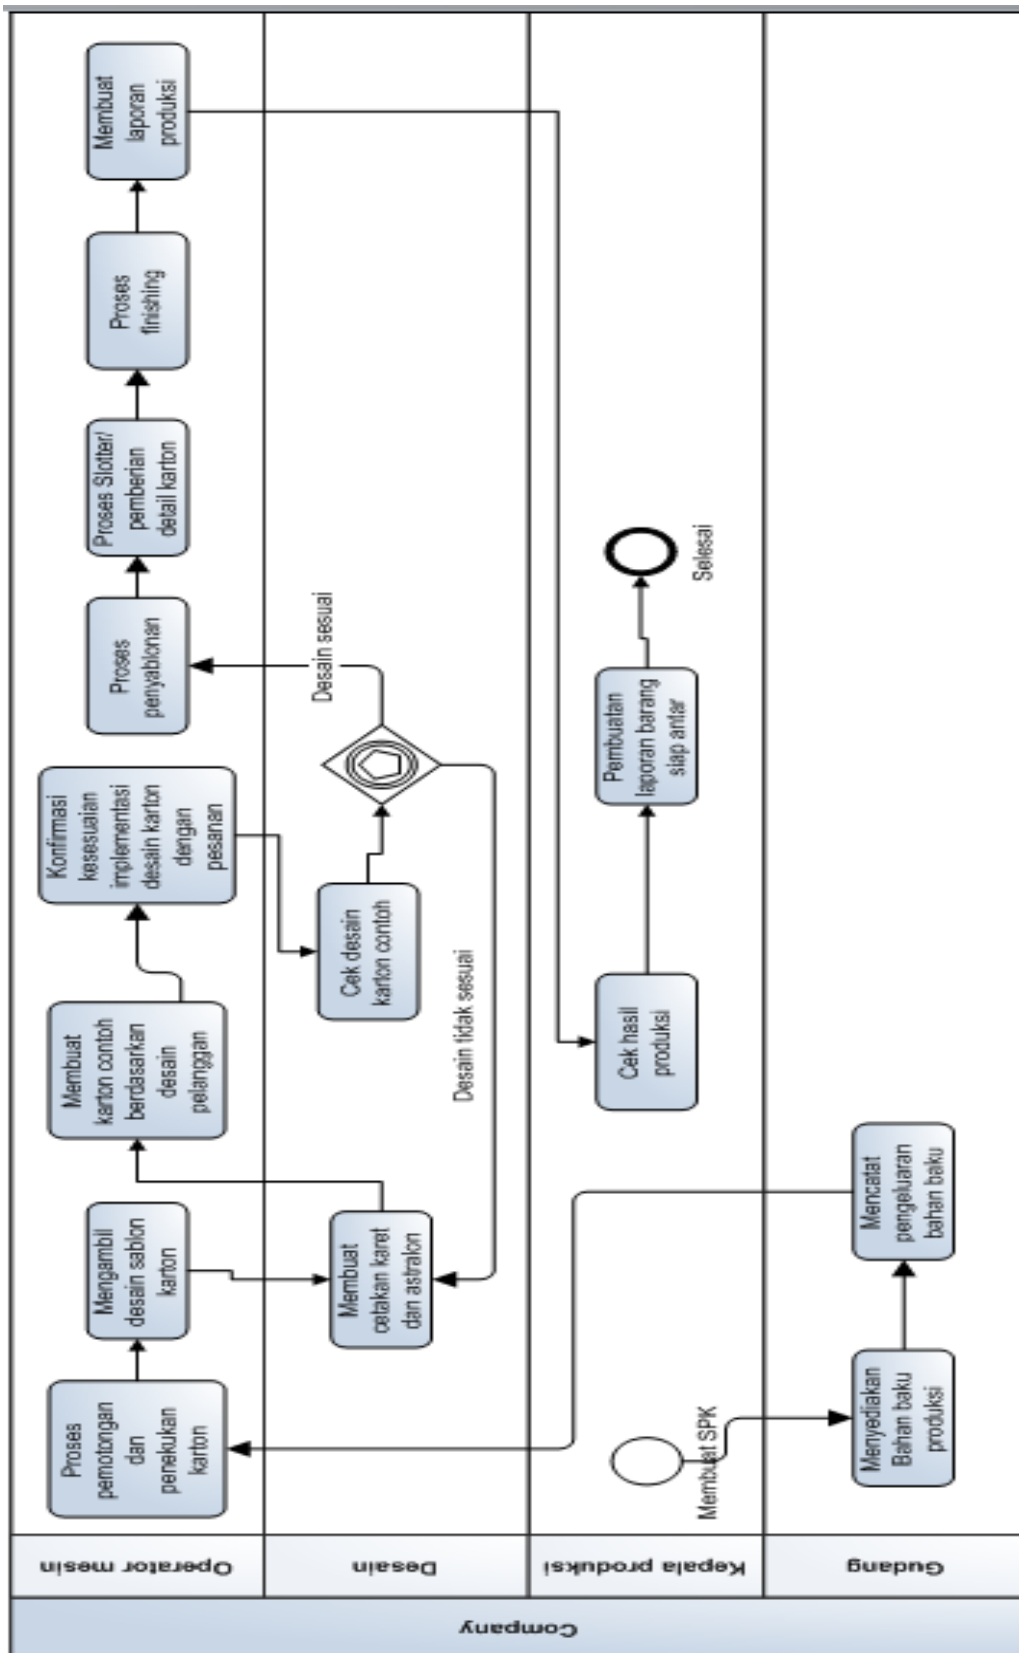 Company
Operator mesin
Proses
pemotongan
dan
penekukan
karton
Mengambil
desain sablon
karton
Membuat
karton contoh
berdasarkan
desain
pelanggan
Konfirmasi
kesesuaian
implementasi
desain karton
dengan
pesanan
Proses
penyablonan
Proses Slotter/
pemberian
detail karton
Proses
finishing
Membuat
laporan
produksi
Desain
Membuat
cetakan karet
dan astralon
Cek desain
karton contoh
Desain sesuai
Desain tidak sesuai
Kepala produksi
Membuat SPK
Cek hasil
produksi
Pembuatan
laporan barang
siap antar
Selesai
Gudang
Menyediakan
Bahan baku
produksi
Mencatat
pengeluaran
bahan baku